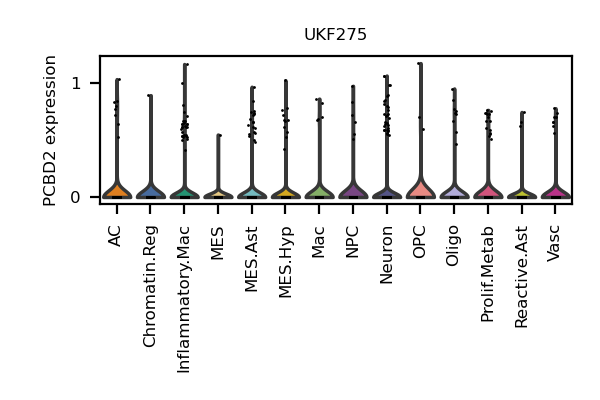 UKF275
PCBD2 expression
1
0
AC
Chromatin.Reg
Inflammatory.Mac
MES
MES.Ast
MES.Hyp
Mac
NPC
Neuron
OPC
Oligo
Prolif.Metab
Reactive.Ast
Vasc